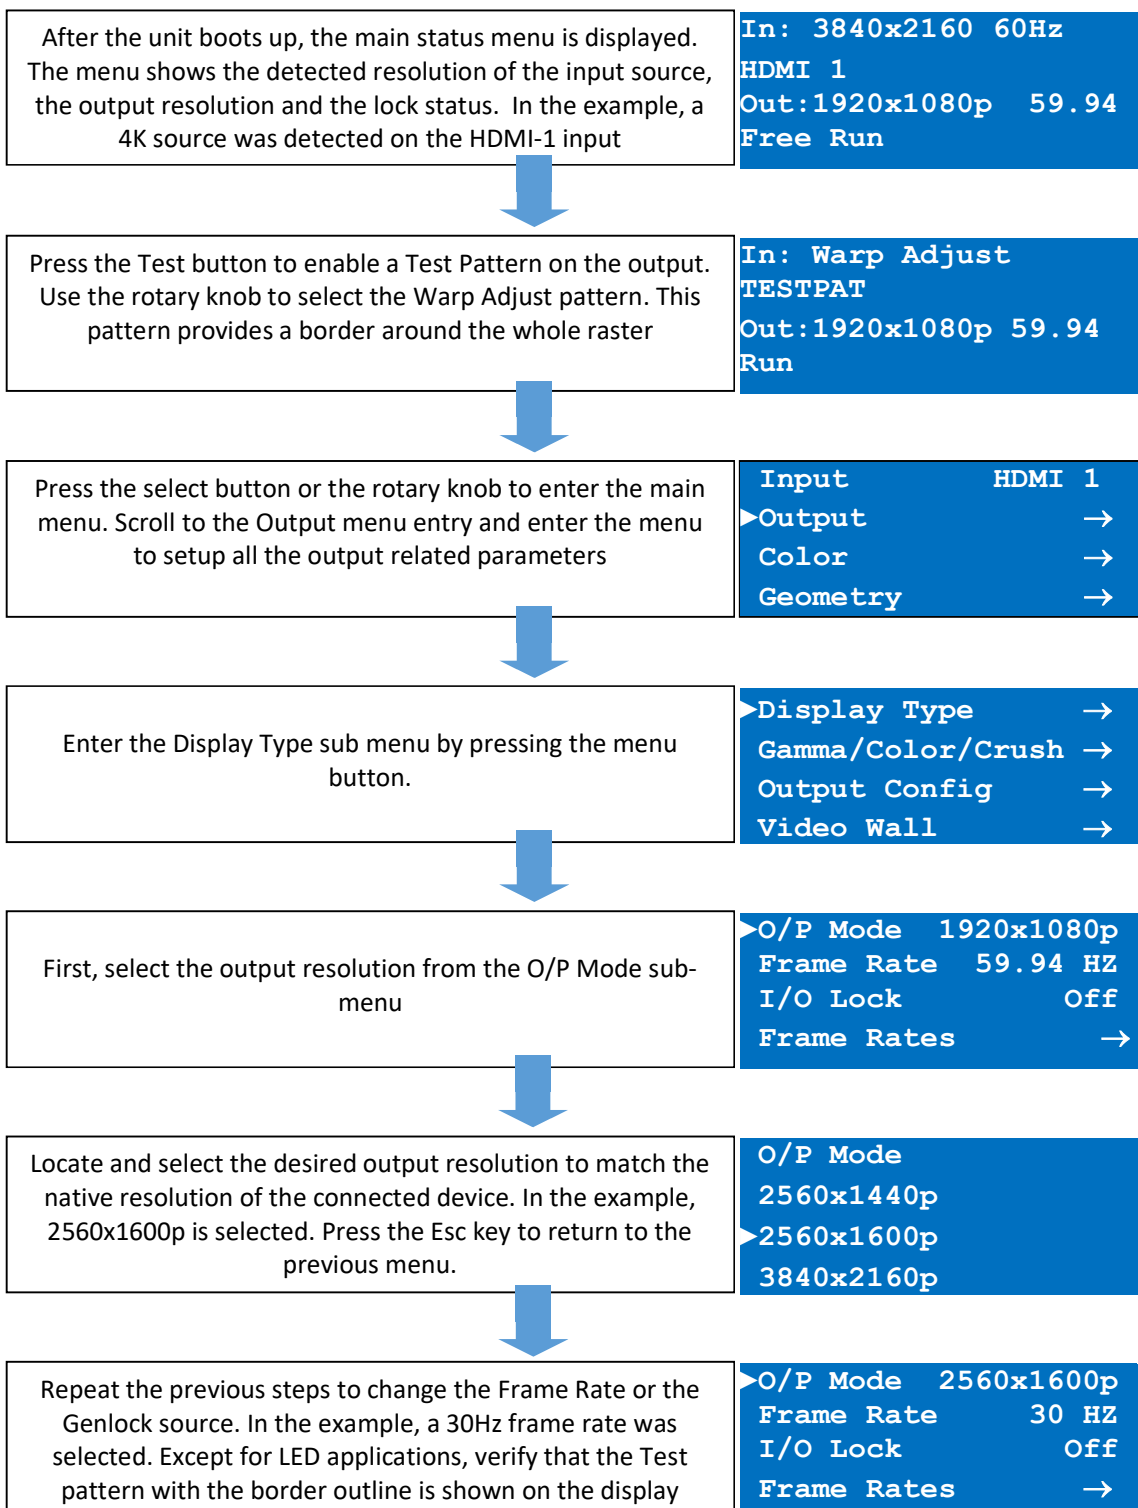 After the unit boots up, the main status menu is displayed.
The menu shows the detected resolution of the input source,
the output resolution and the lock status.  In the example, a
4K source was detected on the HDMI-1 input
In: 3840x2160 60Hz
HDMI 1
Out:1920x1080p  59.94
Free Run
Press the Test button to enable a Test Pattern on the output.
Use the rotary knob to select the Warp Adjust pattern. This
pattern provides a border around the whole raster
In: Warp Adjust
TESTPAT
Out:1920x1080p 59.94
Run
Press the select button or the rotary knob to enter the main
menu. Scroll to the Output menu entry and enter the menu
to setup all the output related parameters
Input HDMI 1
►Output →
Color →
Geometry →
Enter the Display Type sub menu by pressing the menu
button.
►Display Type →
Gamma/Color/Crush →
Output Config →
Video Wall →
First, select the output resolution from the O/P Mode sub-
menu
►O/P Mode 1920x1080p
Frame Rate 59.94 HZ
I/O Lock Off
Frame Rates →
Locate and select the desired output resolution to match the
native resolution of the connected device. In the example,
2560x1600p is selected. Press the Esc key to return to the
previous menu.
O/P Mode
2560x1440p
►2560x1600p
3840x2160p
Repeat the previous steps to change the Frame Rate or the
Genlock source. In the example, a 30Hz frame rate was
selected. Except for LED applications, verify that the Test
pattern with the border outline is shown on the display
►O/P Mode 2560x1600p
Frame Rate 30 HZ
I/O Lock Off
Frame Rates →